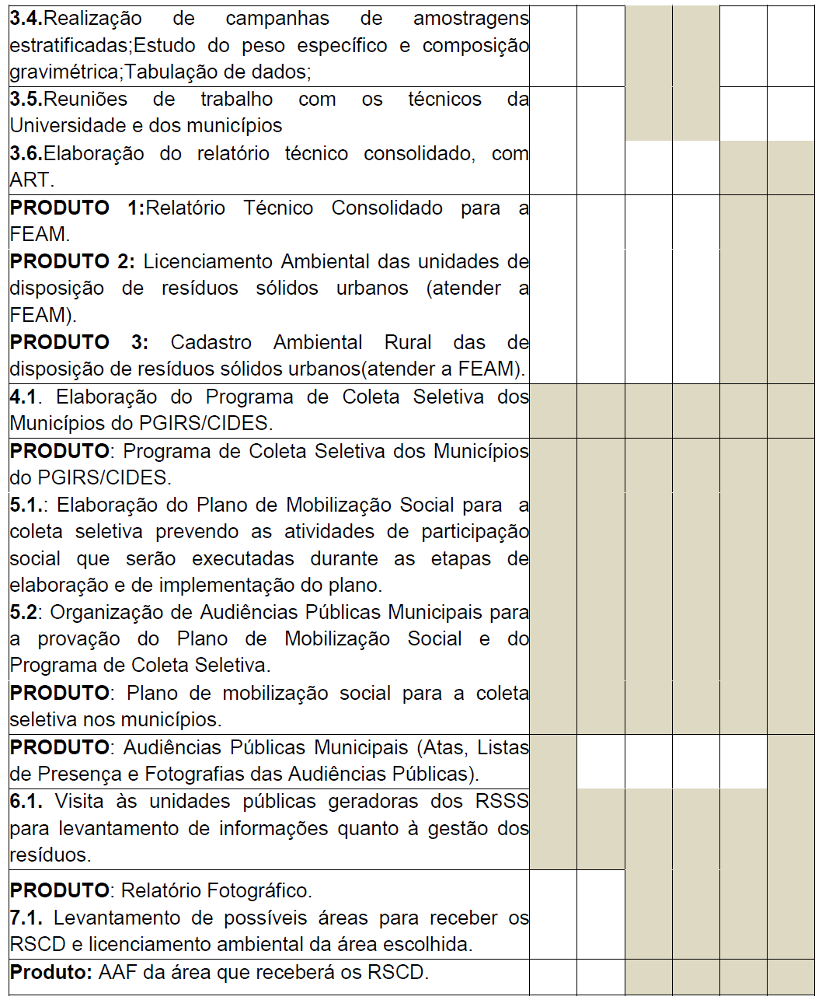 3.4.Realização de campanhas de amostragens
estratificadas;Estudo do peso específico e composição
gravimétrica;Tabulação de dados;
3.5.Reuniões de trabalho com os técnicos da
Universidade e dos municípios
3.6.Elaboração do relatório técnico consolidado, com
ART.
PRODUTO 1:Relatório Técnico Consolidado para a
FEAM.
PRODUTO 2: Licenciamento Ambiental das unidades de
disposição de resíduos sólidos urbanos (atender a
FEAM).
PRODUTO 3: Cadastro Ambiental Rural das de
disposição de resíduos sólidos urbanos(atender a FEAM).
4.1. Elaboração do Programa de Coleta Seletiva dos
Municípios do PGIRS/CIDES.
PRODUTO: Programa de Coleta Seletiva dos Municípios
do PGIRS/CIDES.
5.1.: Elaboração do Plano de Mobilização Social para a
coleta seletiva prevendo as atividades de participação
social que serão executadas durante as etapas de
elaboração e de implementação do plano.
5.2: Organização de Audiências Públicas Municipais para
a provação do Plano de Mobilização Social e do
Programa de Coleta Seletiva.
PRODUTO: Plano de mobilização social para a coleta
seletiva nos municípios.
PRODUTO: Audiências Públicas Municipais (Atas, Listas
de Presença e Fotografias das Audiências Públicas).
6.1. Visita às unidades públicas geradoras dos RSSS
para levantamento de informações quanto à gestão dos
resíduos.
PRODUTO: Relatório Fotográfico.
7.1. Levantamento de possíveis áreas para receber os
RSCD e licenciamento ambiental da área escolhida.
Produto: AAF da área que receberá os RSCD.